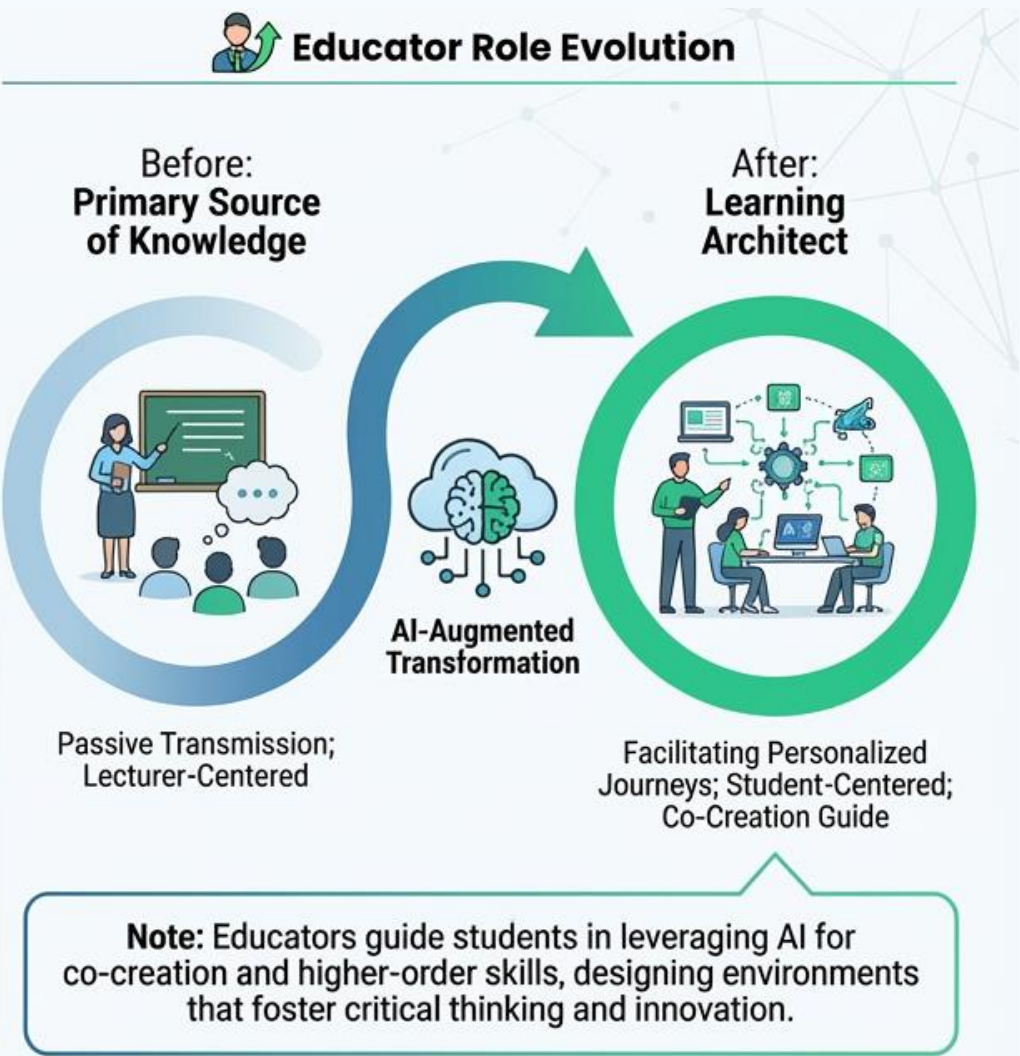 Educator Role Evolution
Before:
Primary Source
of Knowledge
After:
Learning
Architect
AI-Augmented
Transformation
Passive Transmission;
Lecturer-Centered
Facilitating Personalized
Journeys; Student-Centered;
Co-Creation Guide
Note: Educators guide students in leveraging AI for
co-creation and higher-order skills, designing environments
that foster critical thinking and innovation.